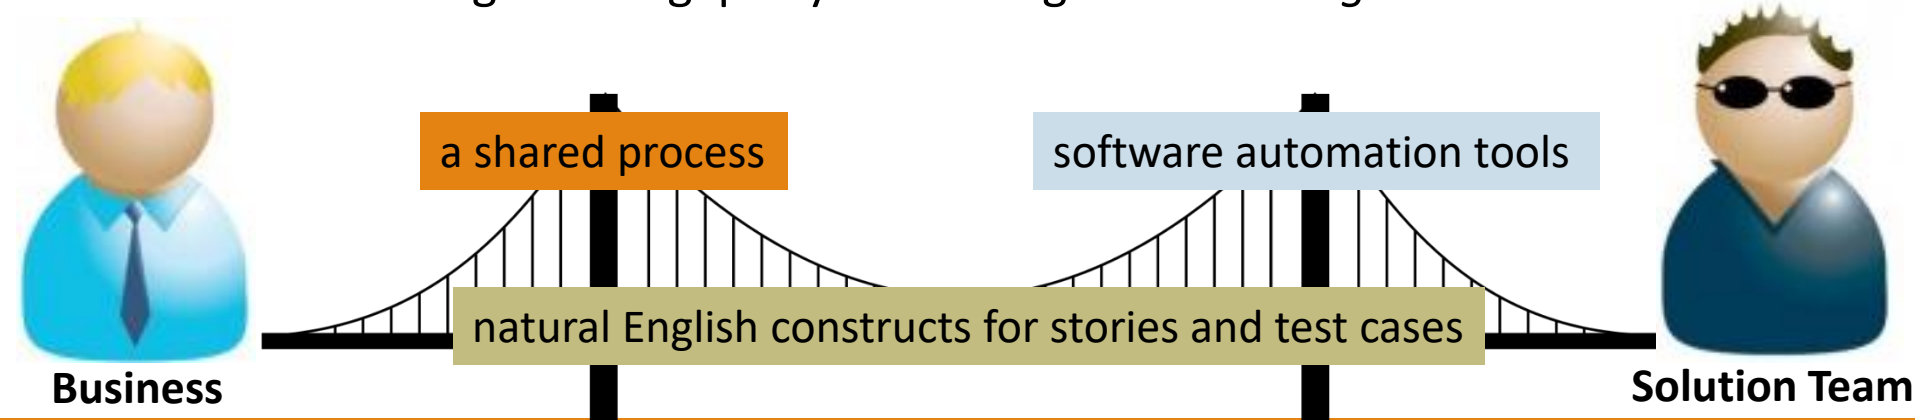 a shared process
software automation tools
natural English constructs for stories and test cases
Business
Solution Team